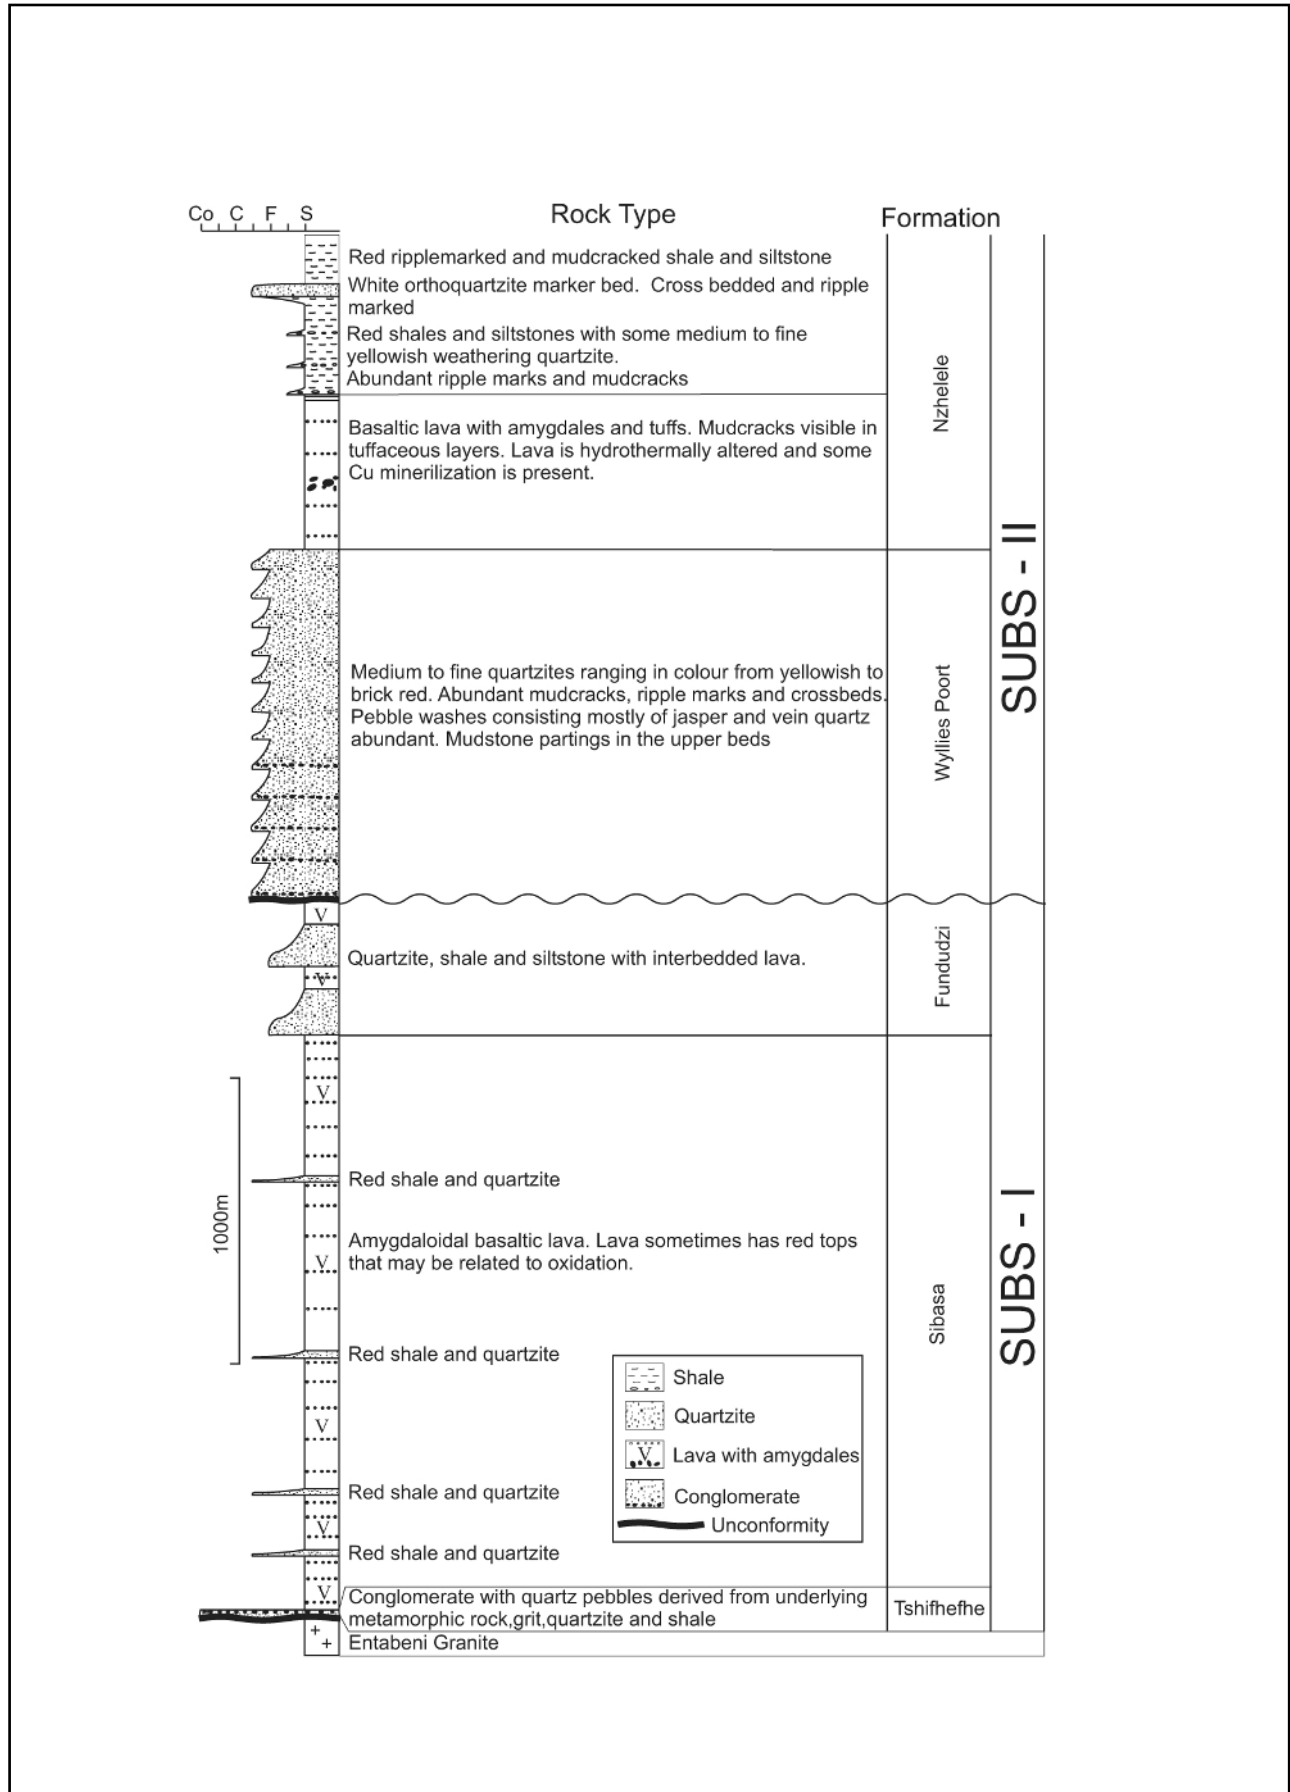 Co C F S
Rock Type
Formation
Red ripplemarked and mudcracked shale and siltstone
White orthoquartzite marker bed. Cross bedded and ripple
marked
Red shales and siltstones with some medium to fine
yellowish weathering quartzite.
Abundant ripple marks and mudcracks
Nzhelele
Basaltic lava with amygdales and tuffs. Mudcracks visible in
tuffaceous layers. Lava is hydrothermally altered and some
Cu minerilization is present.
SUBS - II
Medium to fine quartzites ranging in colour from yellowish to
brick red. Abundant mudcracks, ripple marks and crossbeds.
Pebble washes consisting mostly of jasper and vein quartz
abundant. Mudstone partings in the upper beds
Wyllies Poort
V
Quartzite, shale and siltstone with interbedded lava.
Fundudzi
V
V
1000m
Red shale and quartzite
Amygdaloidal basaltic lava. Lava sometimes has red tops
that may be related to oxidation.
V
Sibasa
SUBS - I
Red shale and quartzite
V
Red shale and quartzite
V
Red shale and quartzite
V
Shale
Quartzite
V
Lava with amygdales
Conglomerate
Unconformity
Conglomerate with quartz pebbles derived from underlying
metamorphic rock,grit,quartzite and shale
Tshifhefhe
+
+
Entabeni Granite